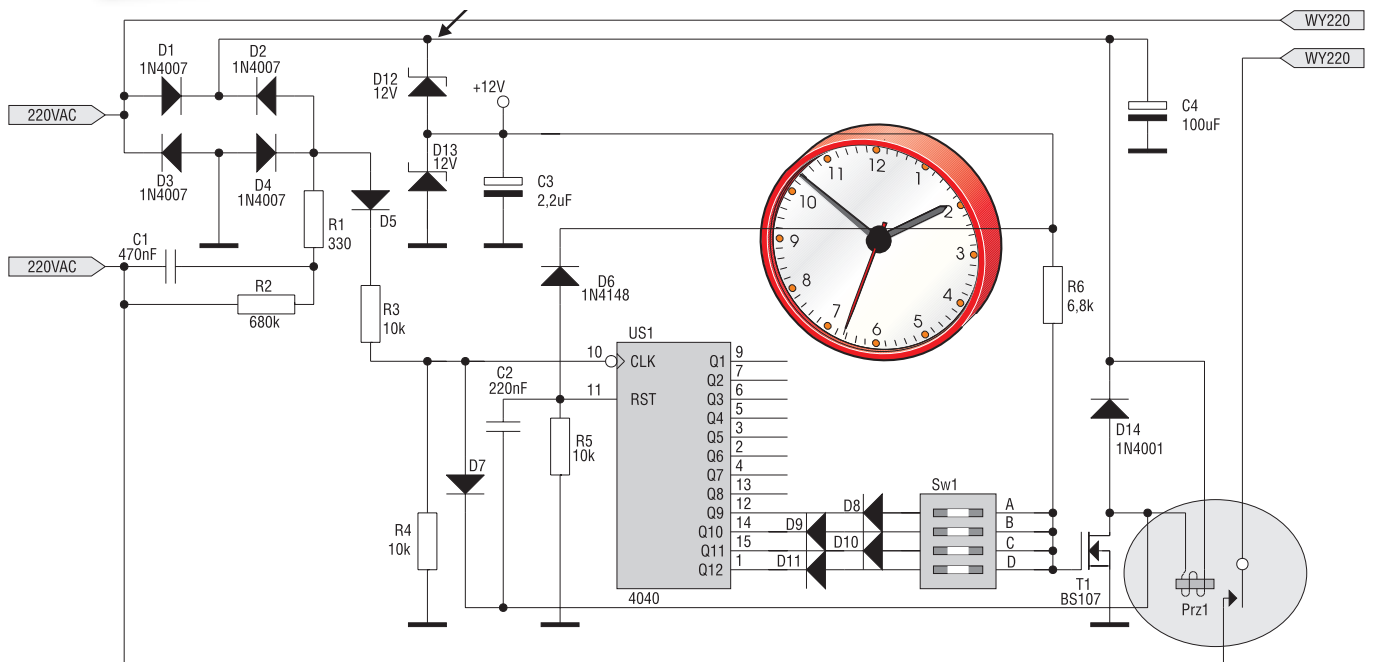 WY220
WY220
D1
1N4007
D2
1N4007
220VAC
D3
1N4007
D4
1N4007
D12
12V
+12V
D13
12V
C3
2,2uF
C4
100uF
12
1
2
3
4
5
6
7
8
9
10
11
R1
330
D5
C1
470nF
220VAC
R2
680k
R3
10k
D6
1N4148
R6
6,8k
US1
10
CLK
11
RST
C2
220nF
R5
10k
D7
R4
10k
Q1 9
Q2 7
Q3 6
Q4 5
Q5 3
Q6 2
Q7 4
Q8 13
Q9 12
Q10 14
Q11 15
Q12 1
4040
D8
D9
D10
D11
Sw1
A
B
C
D
D14
1N4001
T1
BS107
Prz1